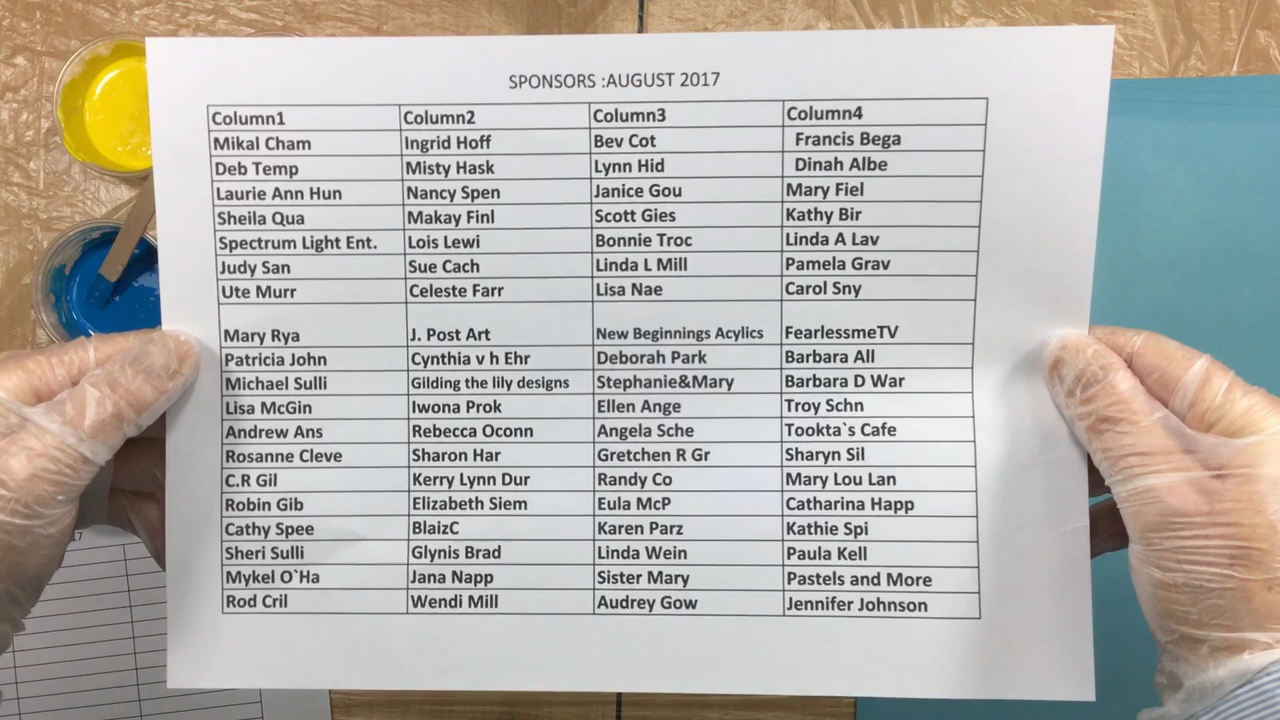 SPONSORS :AUGUST 2017
Column1 Column2 Column3 Column4
Mikal Cham Ingrid Hoff Bev Cot Francis Bega
Deb Temp Misty Hask Lynn Hid Dinah Albe
Laurie Ann Hun Nancy Spen Janice Gou Mary Fiel
Sheila Qua Makay Finl Scott Gies Kathy Bir
Spectrum Light Ent. Lois Lewi Bonnie Troc Linda A Lav
Judy San Sue Cach Linda L Mill Pamela Grav
Ute Murr Celeste Farr Lisa Nae Carol Sny
Mary Rya J. Post Art New Beginnings Acylics FearlessmeTV
Patricia John Cynthia v h Ehr Deborah Park Barbara All
Michael Sulli Gilding the lily designs Stephanie&Mary Barbara D War
Lisa McGin Iwona Prok Ellen Ange Troy Schn
Andrew Ans Rebecca Oconn Angela Sche Tookta`s Cafe
Rosanne Cleve Sharon Har Gretchen R Gr Sharyn Sil
C.R Gil Kerry Lynn Dur Randy Co Mary Lou Lan
Robin Gib Elizabeth Siem Eula McP Catharina Happ
Cathy Spee BlaizC Karen Parz Kathie Spi
Sheri Sulli Glynis Brad Linda Wein Paula Kell
Mykel O`Ha Jana Napp Sister Mary Pastels and More
Rod Cril Wendi Mill Audrey Gow Jennifer Johnson